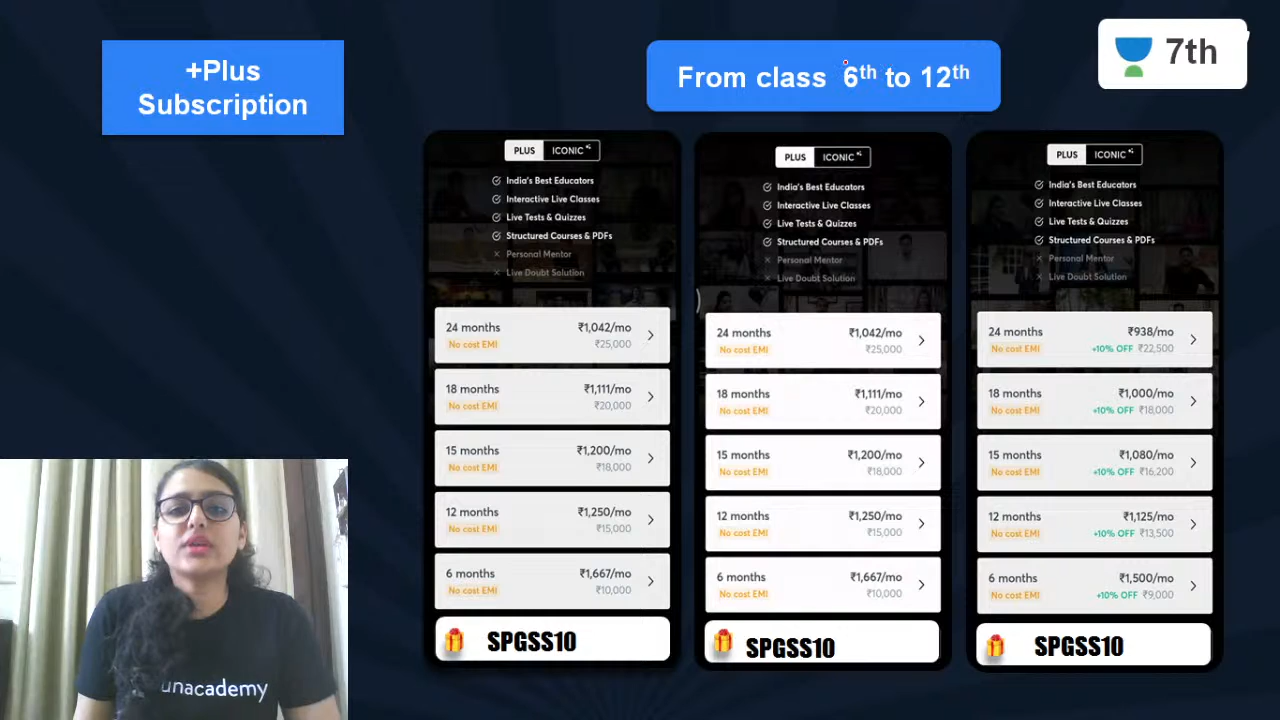 +Plus
Subscription
From class 6th to 12th
7th
PLUS ICONIC
India's Best Educators
Interactive Live Classes
Live Tests & Quizzes
Structured Courses & PDFs
Personal Mentor
Live Doubt Solution
24 months ₹1,042/mo
No cost EMI ₹25,000
18 months ₹1,111/mo
No cost EMI ₹20,000
15 months ₹1,200/mo
No cost EMI ₹18,000
12 months ₹1,250/mo
No cost EMI ₹15,000
6 months ₹1,667/mo
No cost EMI ₹10,000
SPGSS10
PLUS ICONIC
India's Best Educators
Interactive Live Classes
Live Tests & Quizzes
Structured Courses & PDFs
Personal Mentor
Live Doubt Solution
24 months ₹1,042/mo
No cost EMI ₹25,000
18 months ₹1,111/mo
No cost EMI ₹20,000
15 months ₹1,200/mo
No cost EMI ₹18,000
12 months ₹1,250/mo
No cost EMI ₹15,000
6 months ₹1,667/mo
No cost EMI ₹10,000
SPGSS10
PLUS ICONIC
India's Best Educators
Interactive Live Classes
Live Tests & Quizzes
Structured Courses & PDFs
Personal Mentor
Live Doubt Solution
24 months ₹938/mo
No cost EMI +10% OFF ₹22,500
18 months ₹1,000/mo
No cost EMI +10% OFF ₹18,000
15 months ₹1,080/mo
No cost EMI +10% OFF ₹16,200
12 months ₹1,125/mo
No cost EMI +10% OFF ₹13,500
6 months ₹1,500/mo
No cost EMI +10% OFF ₹9,000
SPGSS10
unacademy